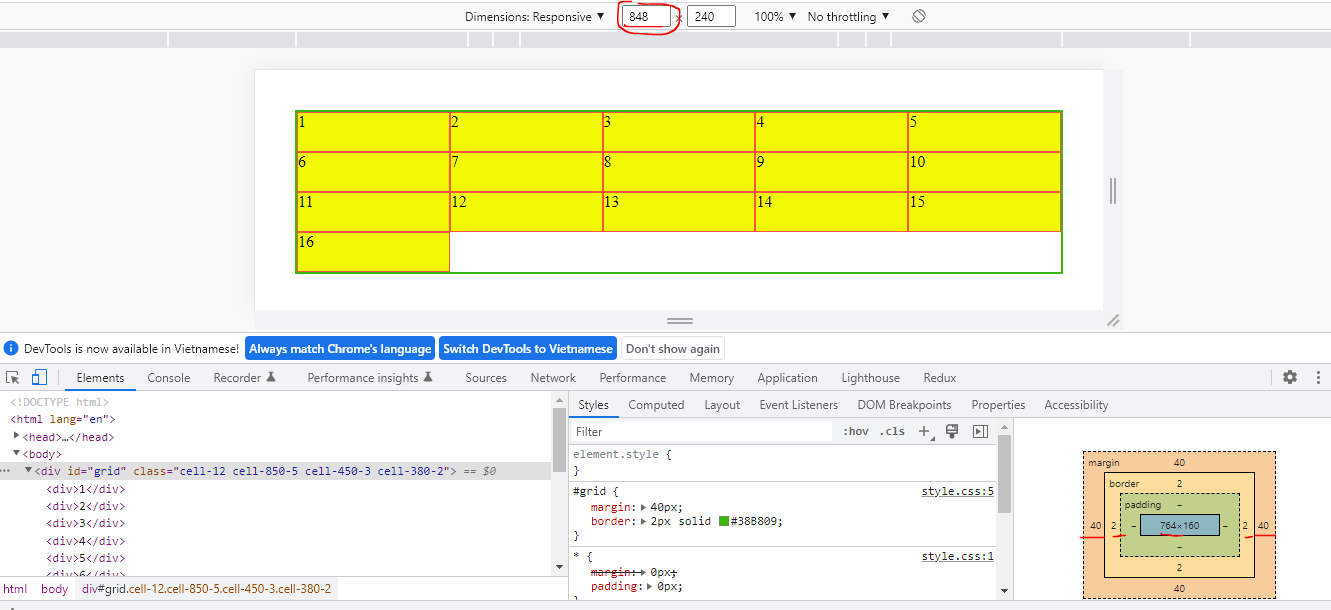 Dimensions: Responsive ▼ 848 × 240 100% ▼ No throttling ▼
1 2 3 4 5
6 7 8 9 10
11 12 13 14 15
16
DevTools is now available in Vietnamese! Always match Chrome's language Switch DevTools to Vietnamese Don't show again
Elements Console Recorder Performance insights Sources Network Performance Memory Application Lighthouse Redux
<!DOCTYPE html>
<html lang="en">
▶<head>…</head>
▼<body>
··· ▼<div id="grid" class="cell-12 cell-850-5 cell-450-3 cell-380-2"> == $0
<div>1</div>
<div>2</div>
<div>3</div>
<div>4</div>
<div>5</div>
<div>6</div>
html body div#grid.cell-12.cell-850-5.cell-450-3.cell-380-2
Styles Computed Layout Event Listeners DOM Breakpoints Properties Accessibility
Filter :hov .cls +
element.style {
}
#grid { style.css:5
margin: ▶ 40px;
border: ▶ 2px solid #38B809;
}
* { style.css:1
margin: ▶ 0px;
padding: ▶ 0px;
margin 40
border 2
padding –
40 2 – 764×160 – 2 40
–
2
40